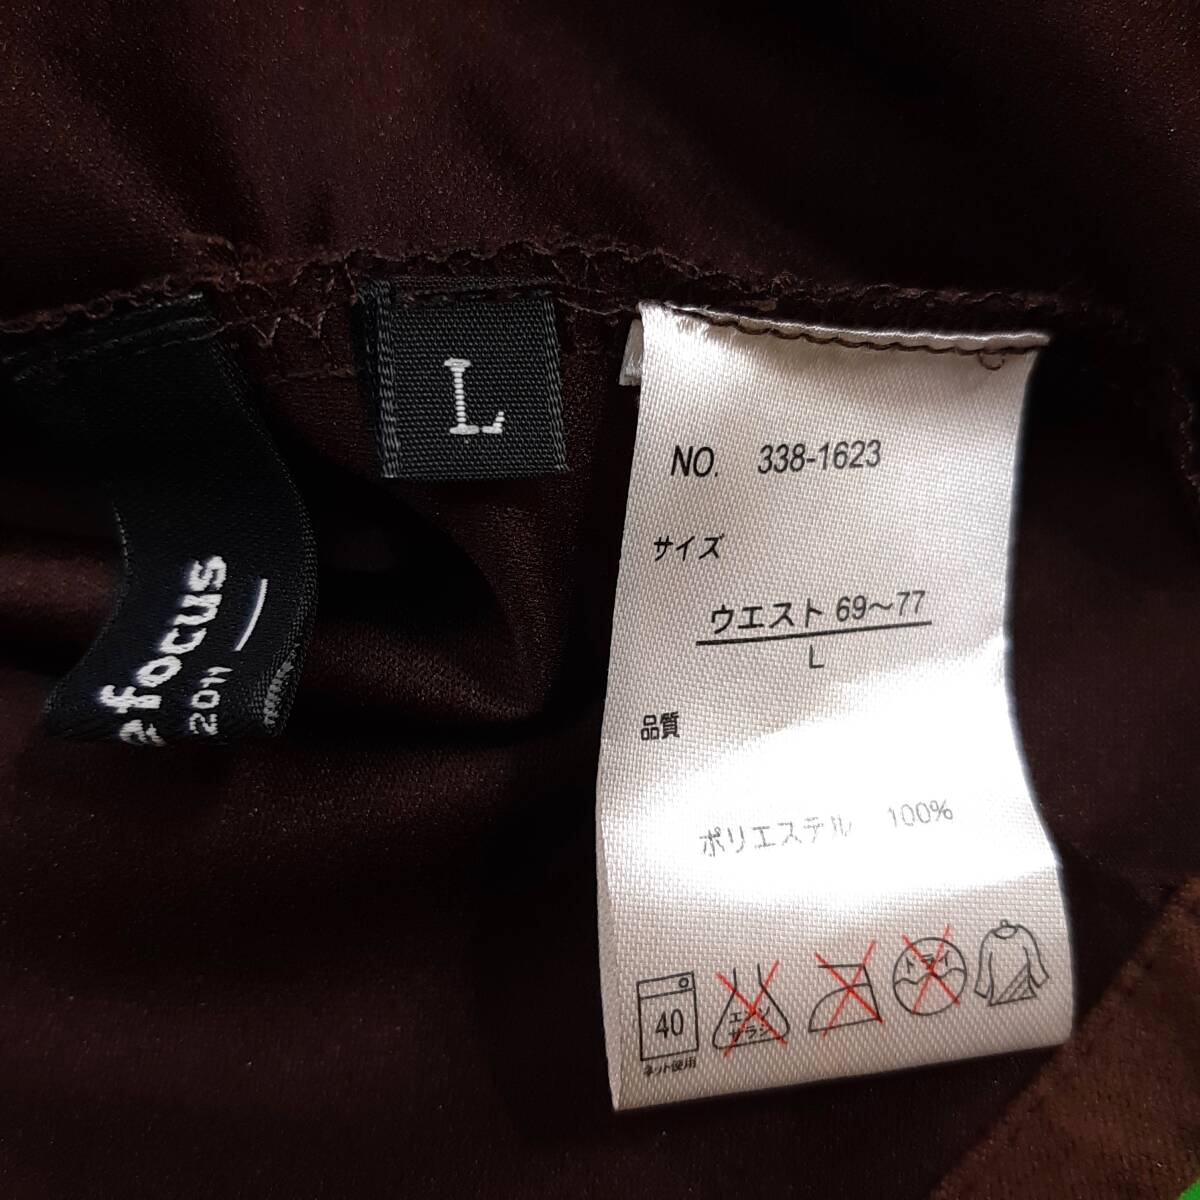 focus
2011
L
NO. 338-1623
サイズ
ウエスト 69～77
L
品質
ポリエステル 100%
40
ネット使用
エンソ
サラシ
ドライ